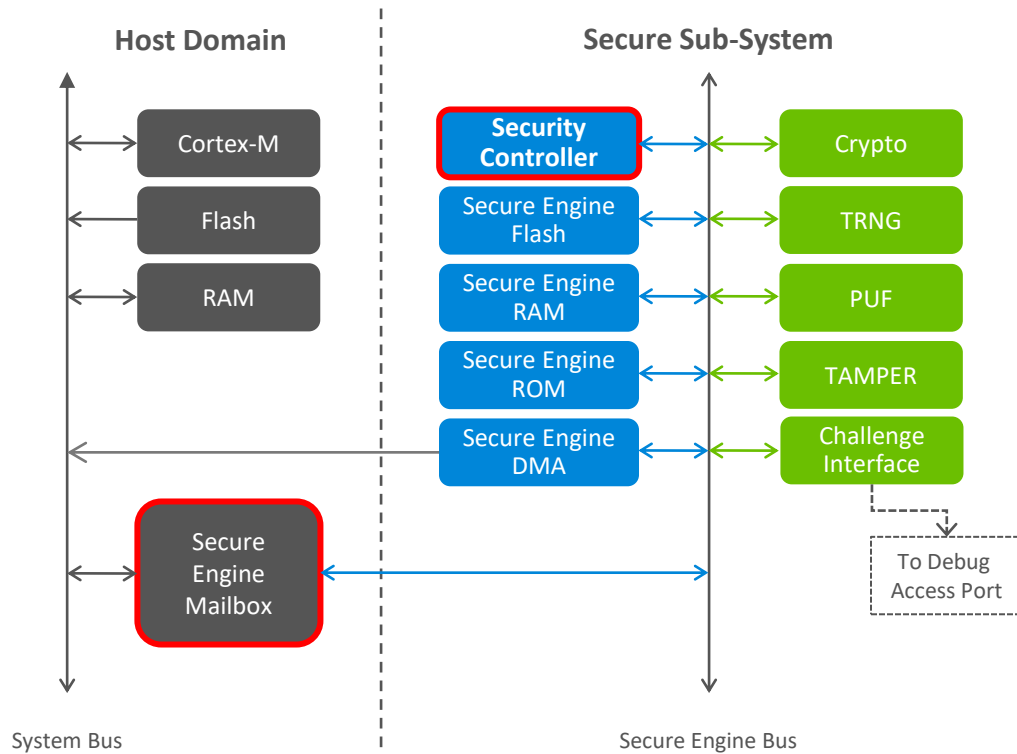 Host Domain
Secure Sub-System
Cortex-M
Flash
RAM
Secure
Engine
Mailbox
Security
Controller
Secure Engine
Flash
Secure Engine
RAM
Secure Engine
ROM
Secure Engine
DMA
Crypto
TRNG
PUF
TAMPER
Challenge
Interface
To Debug
Access Port
System Bus
Secure Engine Bus